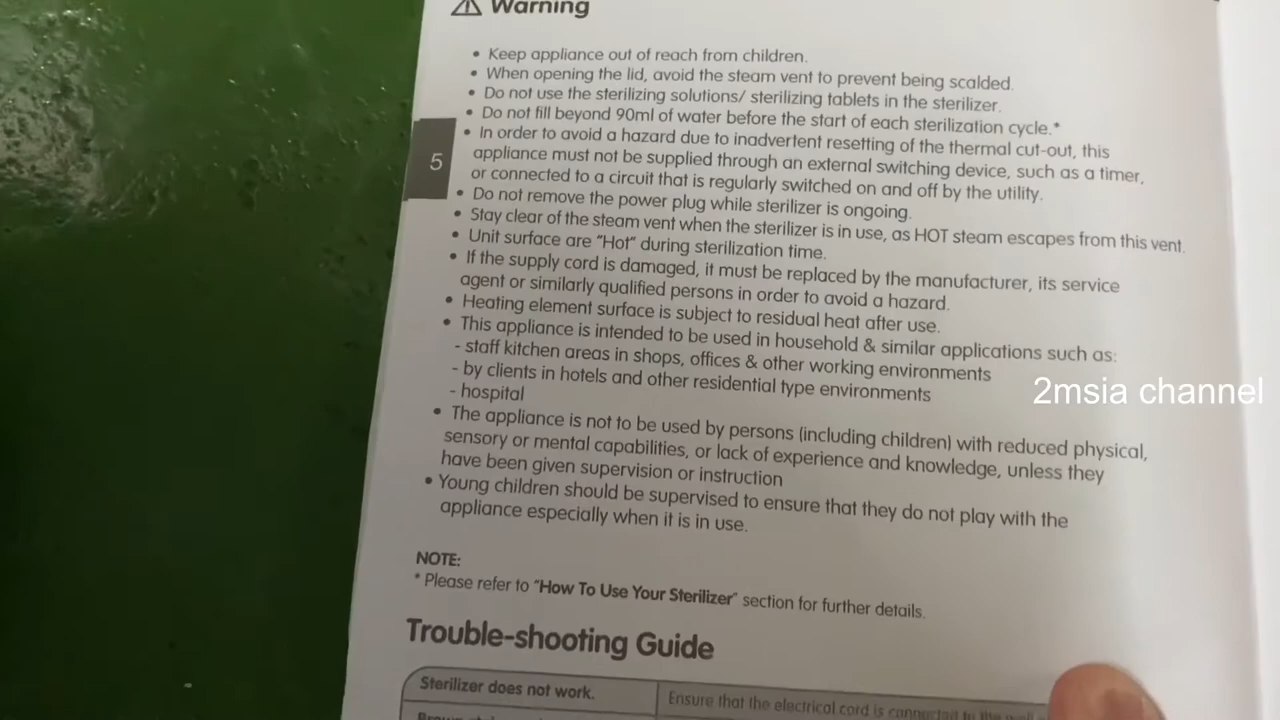 Warning
• Keep appliance out of reach from children.
• When opening the lid, avoid the steam vent to prevent being scalded.
• Do not use the sterilizing solutions/ sterilizing tablets in the sterilizer.
• Do not fill beyond 90ml of water before the start of each sterilization cycle.*
• In order to avoid a hazard due to inadvertent resetting of the thermal cut-out, this
appliance must not be supplied through an external switching device, such as a timer,
or connected to a circuit that is regularly switched on and off by the utility.
5
• Do not remove the power plug while sterilizer is ongoing.
• Stay clear of the steam vent when the sterilizer is in use, as HOT steam escapes from this vent.
• Unit surface are "Hot" during sterilization time.
• If the supply cord is damaged, it must be replaced by the manufacturer, its service
agent or similarly qualified persons in order to avoid a hazard.
• Heating element surface is subject to residual heat after use.
• This appliance is intended to be used in household & similar applications such as:
- staff kitchen areas in shops, offices & other working environments
- by clients in hotels and other residential type environments
- hospital
2msia channel
• The appliance is not to be used by persons (including children) with reduced physical,
sensory or mental capabilities, or lack of experience and knowledge, unless they
have been given supervision or instruction
• Young children should be supervised to ensure that they do not play with the
appliance especially when it is in use.
NOTE:
* Please refer to "How To Use Your Sterilizer" section for further details.
Trouble-shooting Guide
Sterilizer does not work.
Ensure that the electrical cord is connected to the